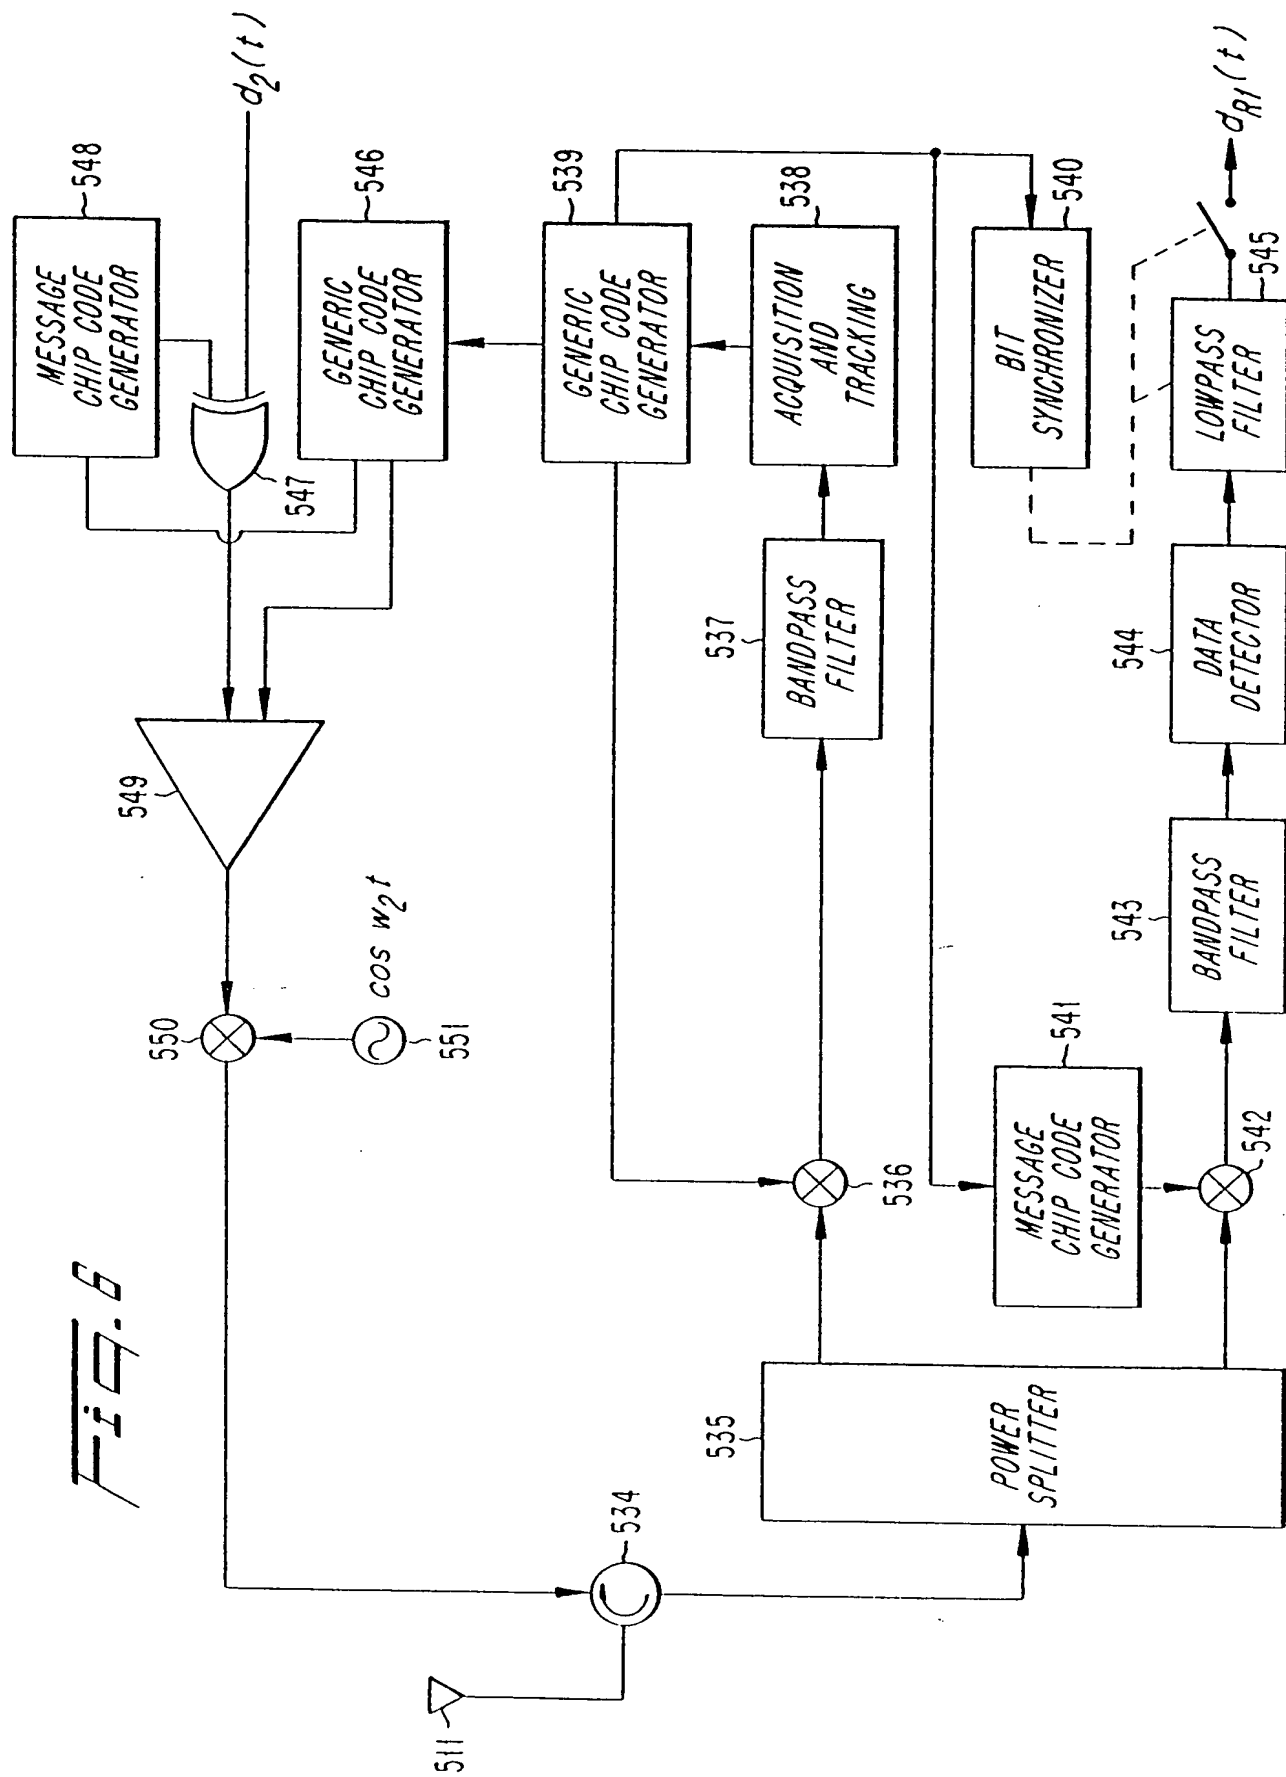 Fig. 6
MESSAGE
CHIP CODE
GENERATOR
548
d2(t)
547
GENERIC
CHIP CODE
GENERATOR
546
549
550
cos w2t
551
GENERIC
CHIP CODE
GENERATOR
539
ACQUISITION
AND
TRACKING
538
BANDPASS
FILTER
537
536
BIT
SYNCHRONIZER
540
511
534
POWER
SPLITTER
535
MESSAGE
CHIP CODE
GENERATOR
541
542
BANDPASS
FILTER
543
DATA
DETECTOR
544
LOWPASS
FILTER
545
dR1(t)